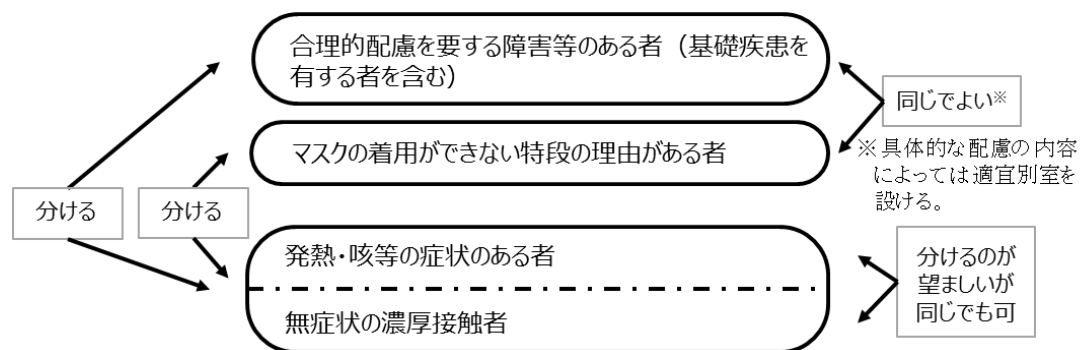 合理的配慮を要する障害等のある者（基礎疾患を
有する者を含む）
同じでよい※
マスクの着用ができない特段の理由がある者
※具体的な配慮の内容
によっては適宜別室を
設ける。
分ける
分ける
発熱・咳等の症状のある者
無症状の濃厚接触者
分けるのが
望ましいが
同じでも可